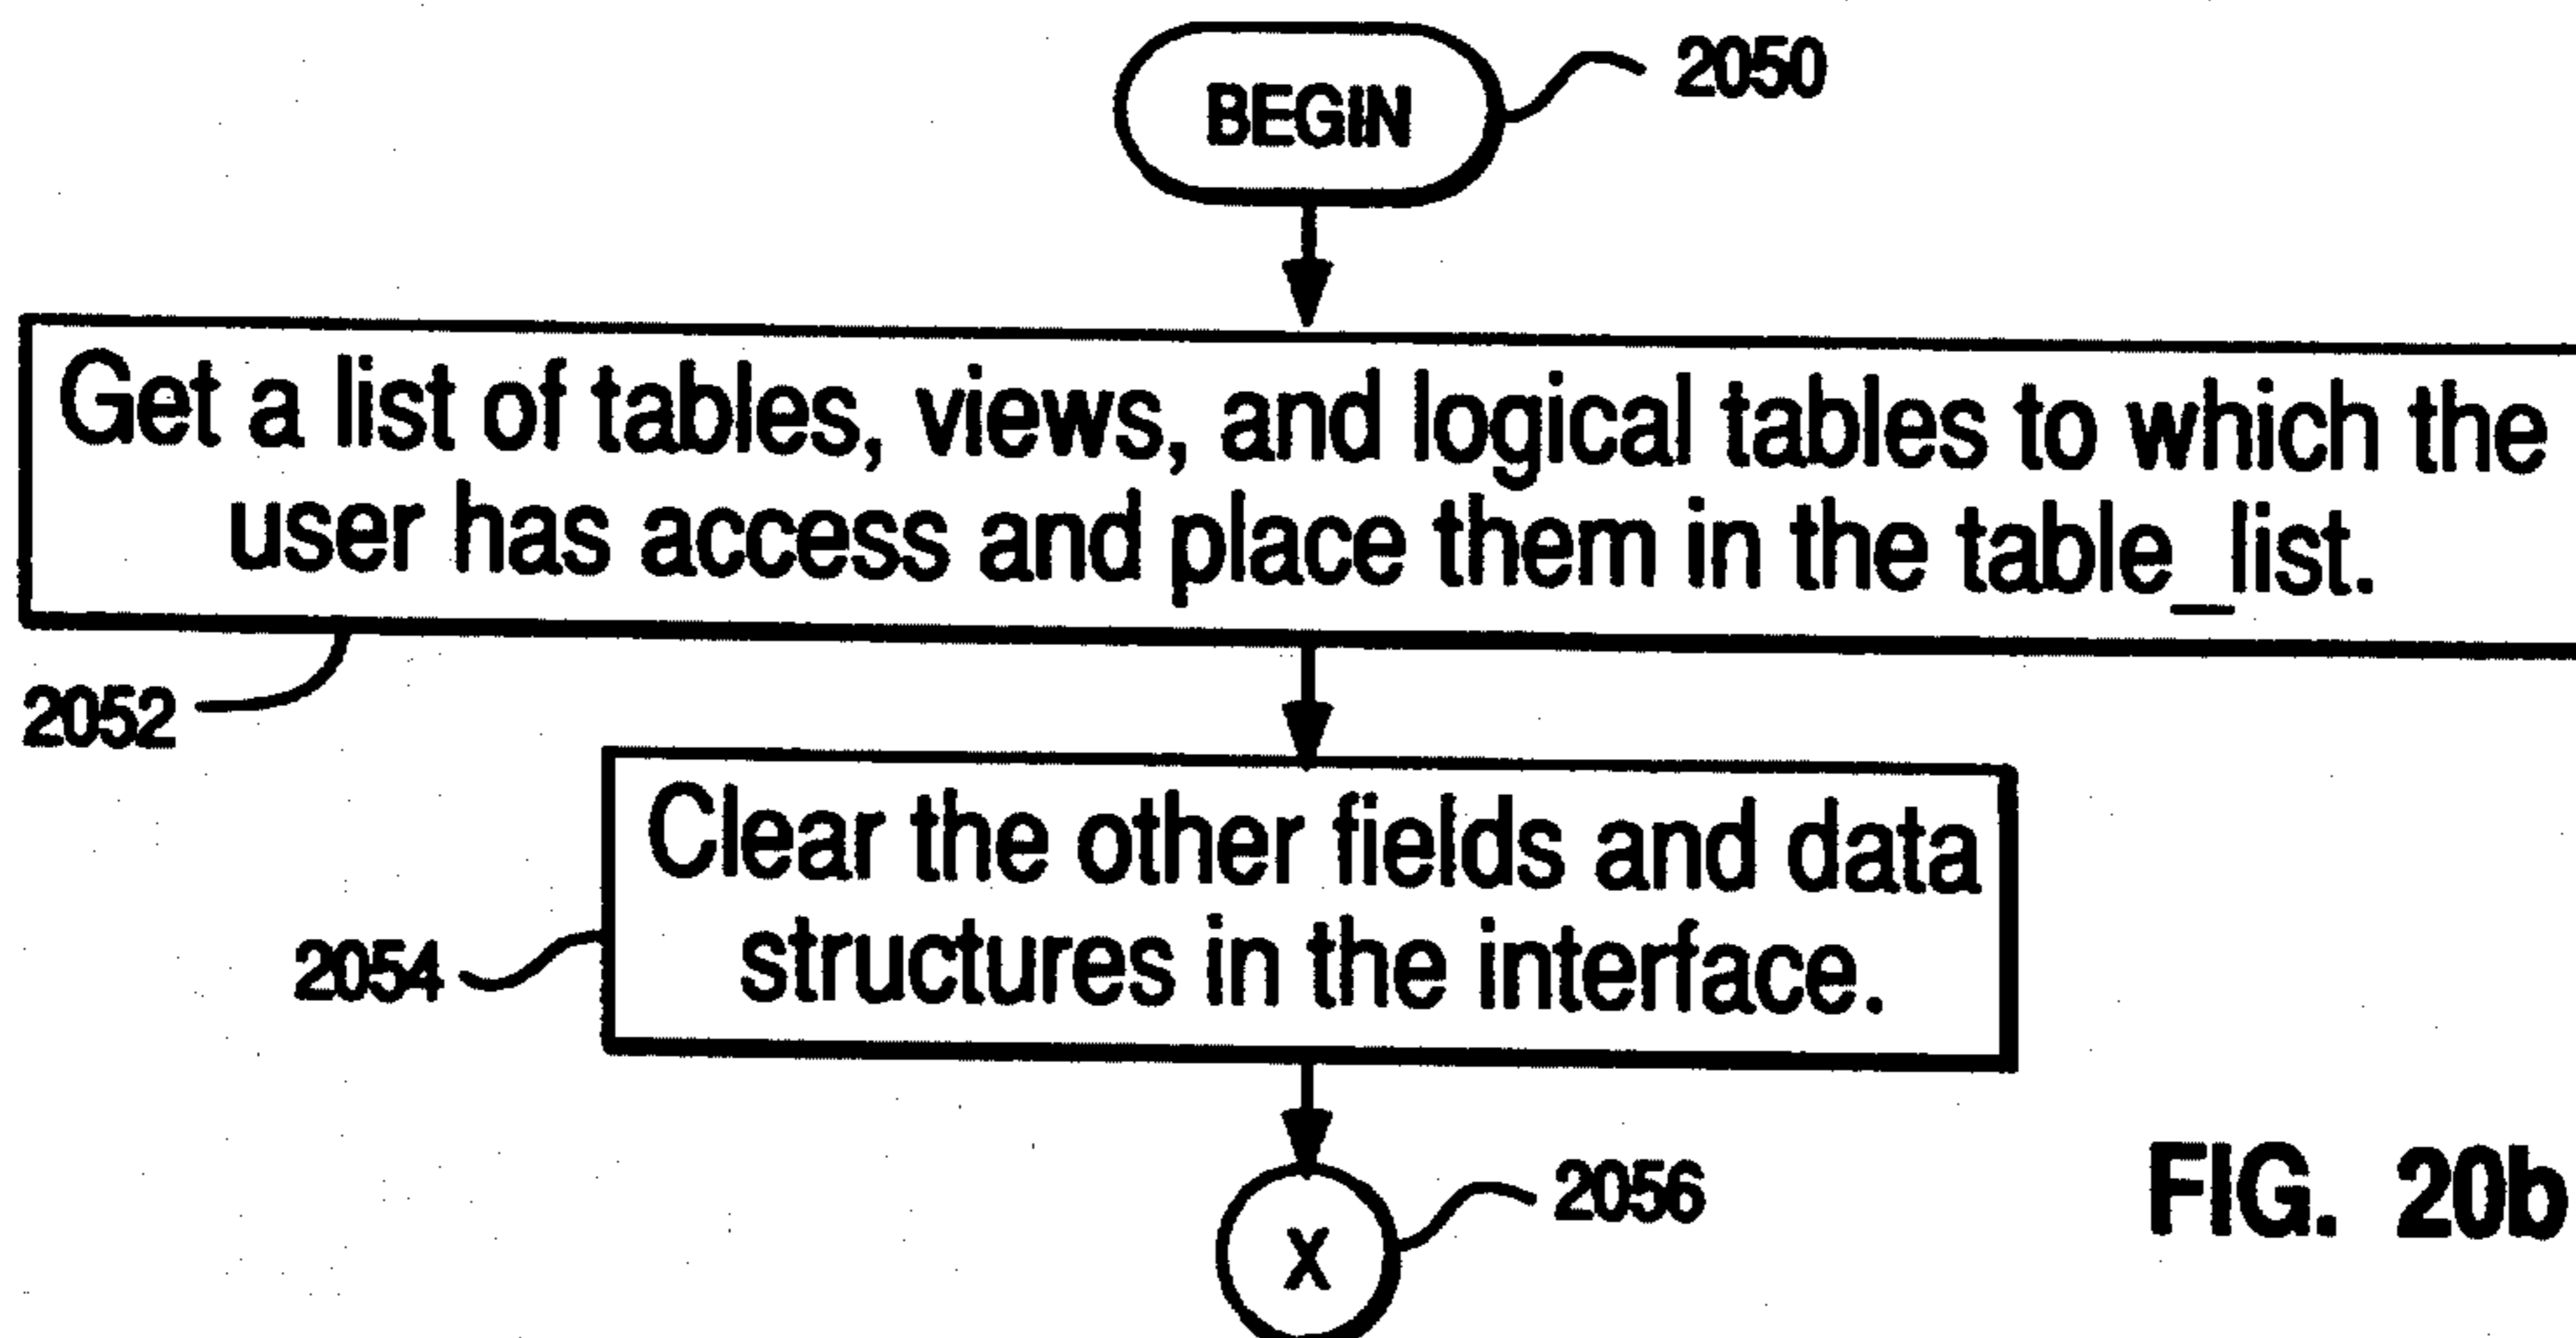 BEGIN
2050
Get a list of tables, views, and logical tables to which the
user has access and place them in the table_list.
2052
Clear the other fields and data
structures in the interface.
2054
X
2056
FIG. 20b